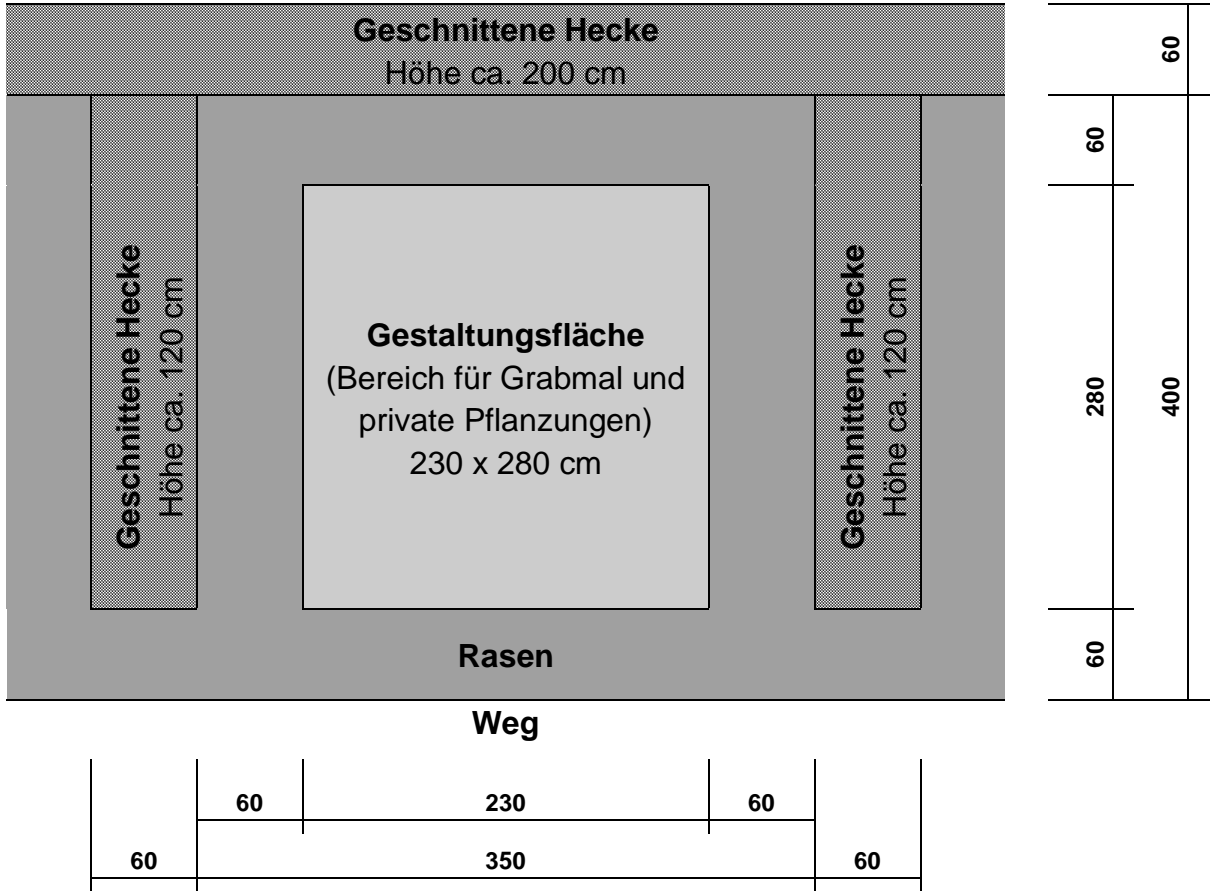 Geschnittene Hecke
Höhe ca. 200 cm
Geschnittene Hecke
Höhe ca. 120 cm
Gestaltungsfläche
(Bereich für Grabmal und
private Pflanzungen)
230 x 280 cm
Geschnittene Hecke
Höhe ca. 120 cm
Rasen
Weg
60
60
280
400
60
60
230
60
60
350
60